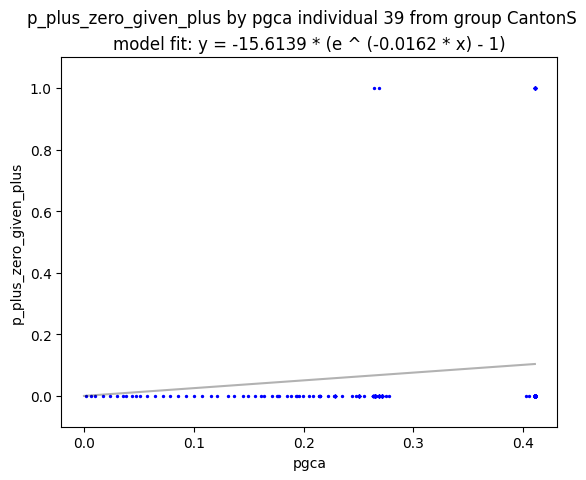 p_plus_zero_given_plus by pgca individual 39 from group CantonS
model fit: y = -15.6139 * (e ^ (-0.0162 * x) - 1)
1.0
0.8
0.6
0.4
0.2
0.0
p_plus_zero_given_plus
0.0 0.1 0.2 0.3 0.4
pgca